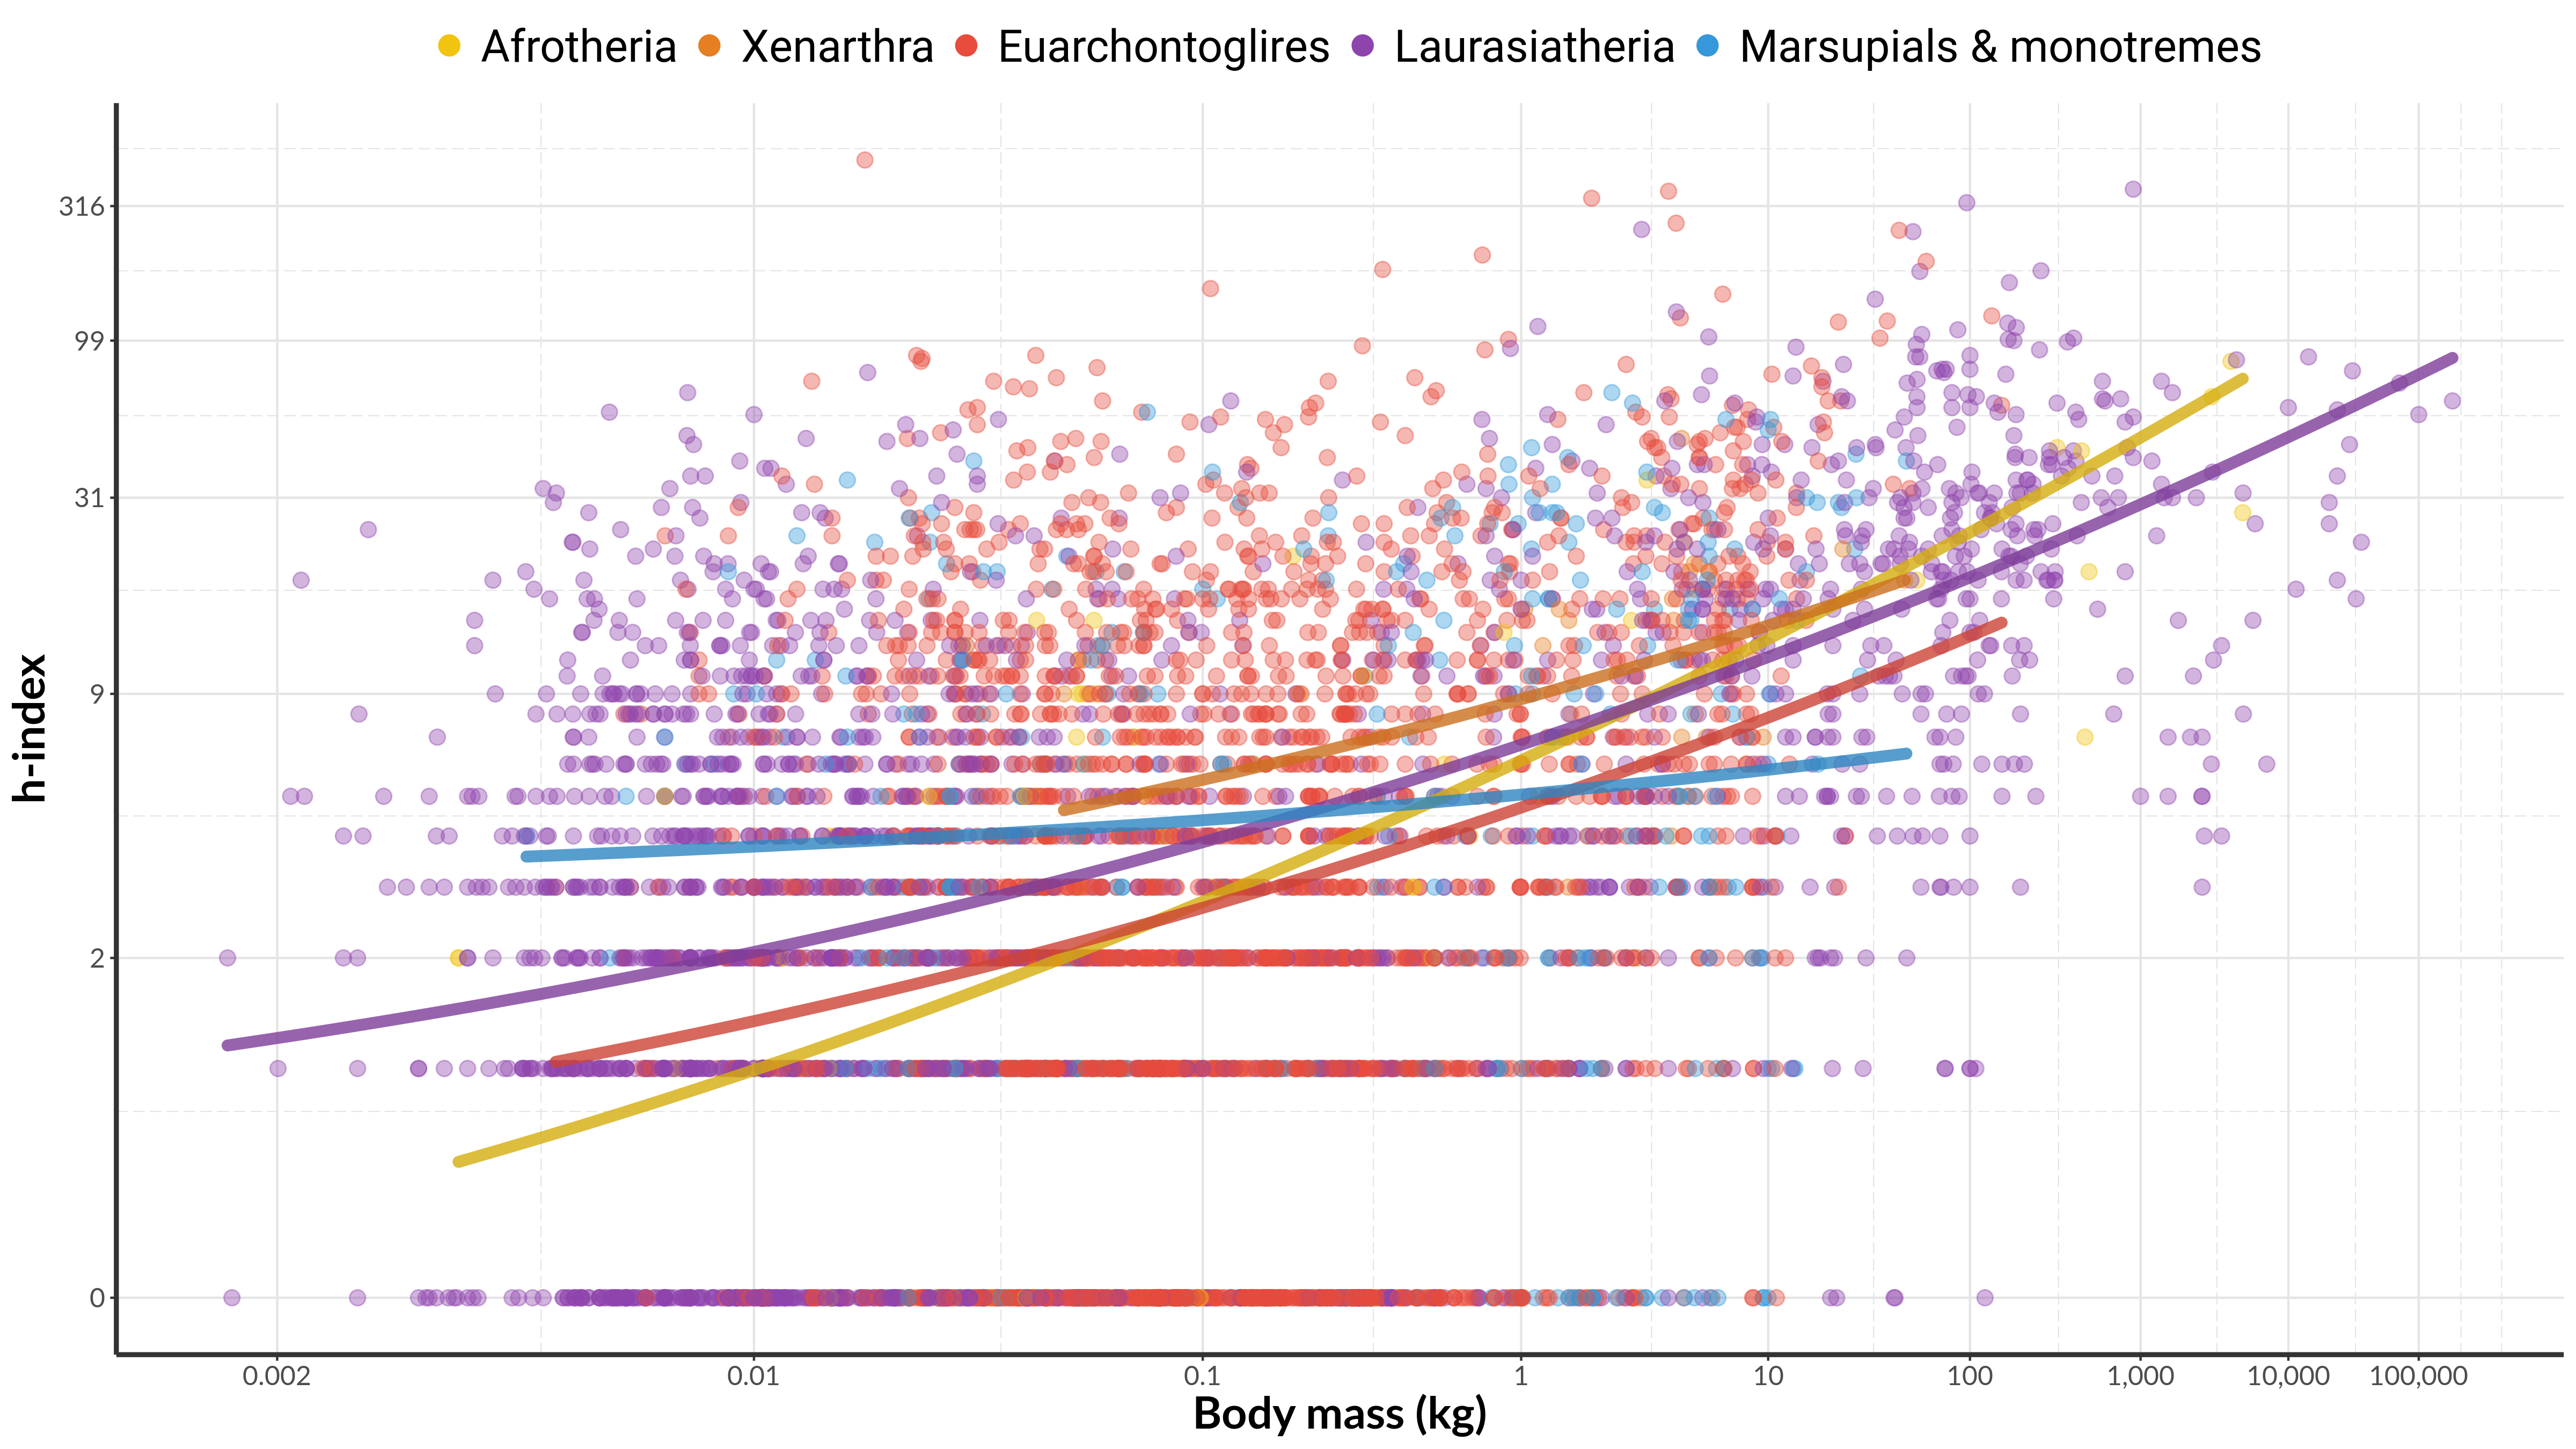 Afrotheria Xenarthra Euarchontoglires Laurasiatheria Marsupials & monotremes
316
99
31
9
2
0
h-index
0.002 0.01 0.1 1 10 100 1,000 10,000 100,000
Body mass (kg)